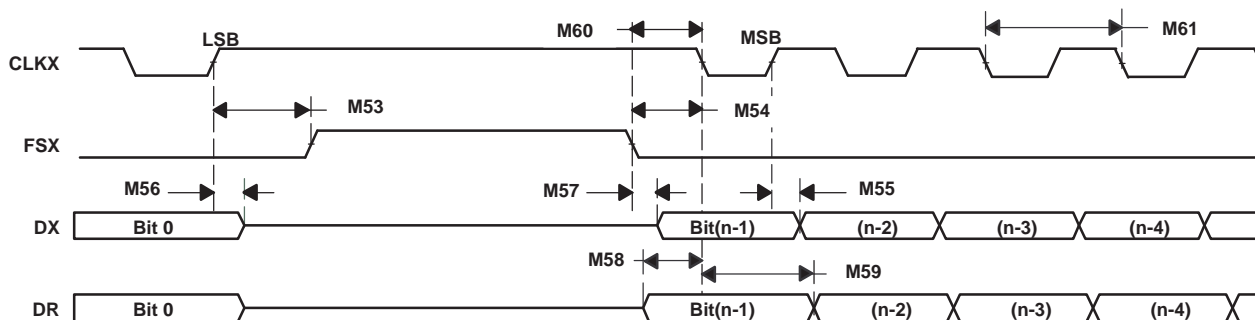 LSB M60 MSB M61
CLKX
M53 M54
FSX
M56 M57 M55
DX Bit 0 Bit(n-1) (n-2) (n-3) (n-4)
M58 M59
DR Bit 0 Bit(n-1) (n-2) (n-3) (n-4)